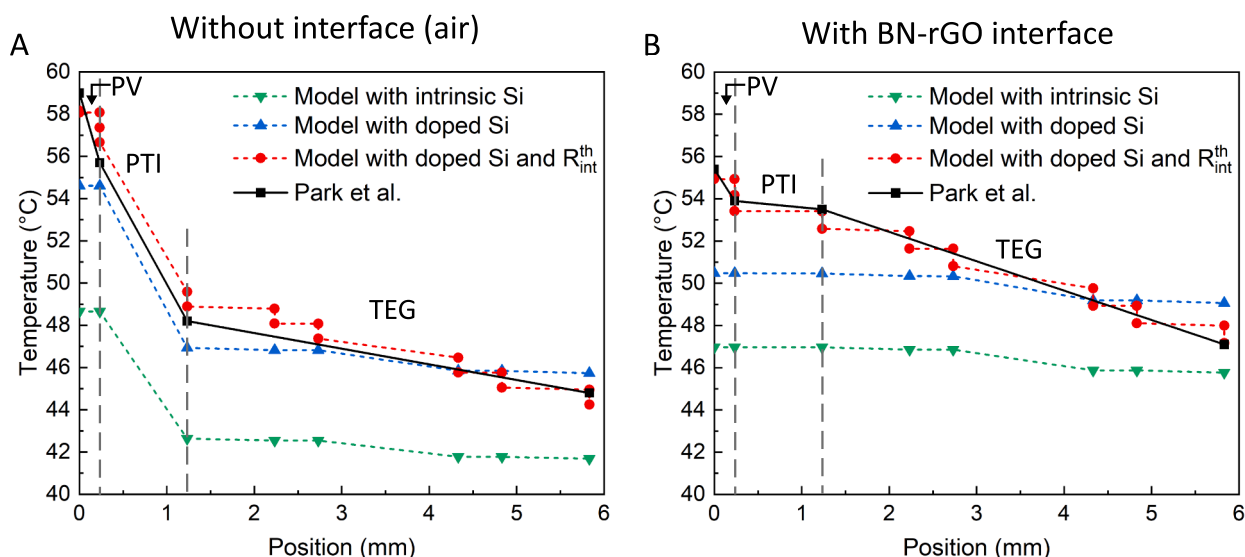 Without interface (air)
A
PV
PTI
TEG
Model with intrinsic Si
Model with doped Si
Model with doped Si and R^th_int
Park et al.
Temperature (°C)
60
58
56
54
52
50
48
46
44
42
40
0
1
2
3
4
5
6
Position (mm)
With BN-rGO interface
B
PV
PTI
TEG
Model with intrinsic Si
Model with doped Si
Model with doped Si and R^th_int
Park et al.
Temperature (°C)
60
58
56
54
52
50
48
46
44
42
40
0
1
2
3
4
5
6
Position (mm)